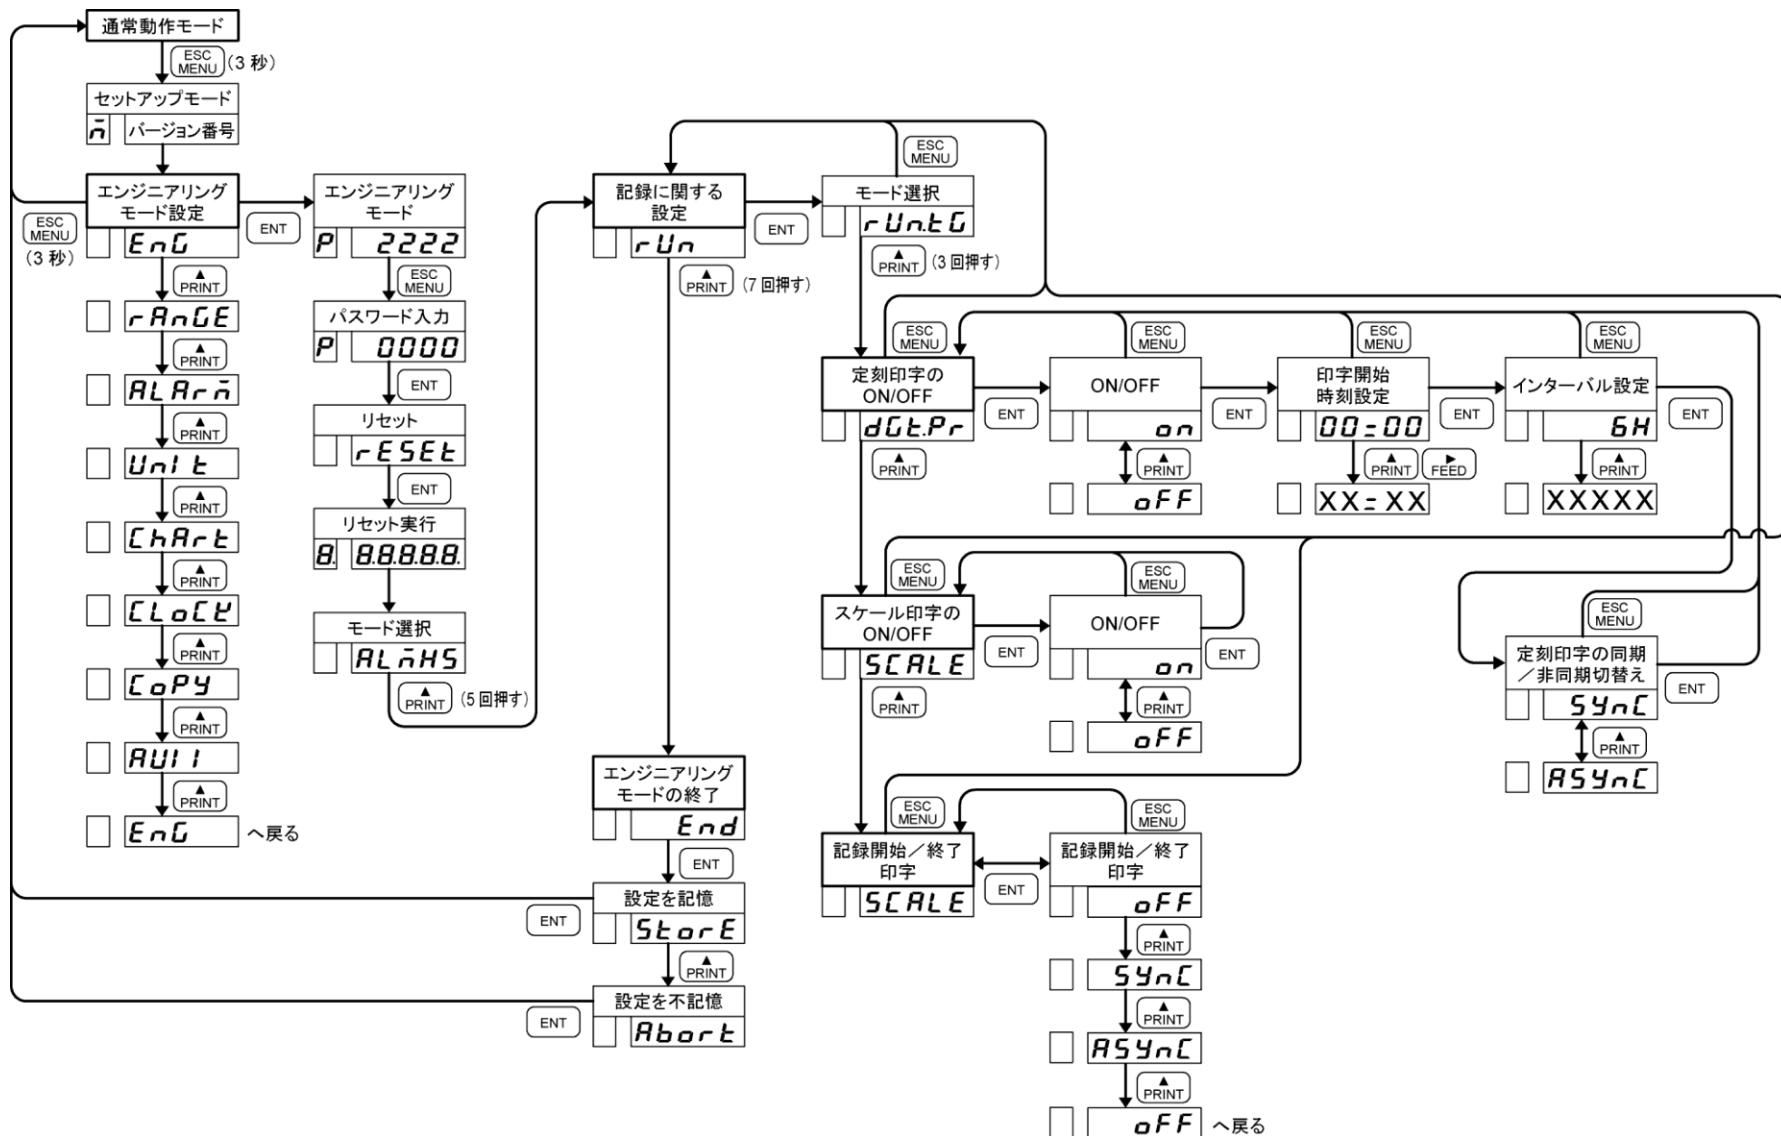 通常動作モード
ESC
MENU
(3 秒)
セットアップモード
ñ バージョン番号
エンジニアリング
モード設定
EnG
ESC
MENU
(3 秒)
ENT
▲
PRINT
rAnGE
▲
PRINT
ALArñ
▲
PRINT
UnI t
▲
PRINT
ChArt
▲
PRINT
CLoCK
▲
PRINT
CoPY
▲
PRINT
AUI 1
▲
PRINT
EnG へ戻る
エンジニアリング
モード
P 2222
ESC
MENU
パスワード入力
P 0000
ENT
リセット
rESEt
ENT
リセット実行
8. 8.8.8.8.8.
モード選択
ALñHS
▲
PRINT
(5 回押す)
記録に関する
設定
rUn
ENT
▲
PRINT
(7 回押す)
エンジニアリング
モードの終了
End
ENT
設定を記憶
StorE
ENT
▲
PRINT
設定を不記憶
Abort
ENT
ESC
MENU
モード選択
rUn.tG
▲
PRINT
(3 回押す)
ESC
MENU
定刻印字の
ON/OFF
dGt.Pr
ENT
▲
PRINT
ESC
MENU
ON/OFF
on
ENT
▲
PRINT
oFF
ESC
MENU
印字開始
時刻設定
00=00
ENT
▲
PRINT
▶
FEED
XX=XX
ESC
MENU
インターバル設定
6H
ENT
▲
PRINT
XXXXX
ESC
MENU
定刻印字の同期
/非同期切替え
SYnC
ENT
▲
PRINT
ASYnC
ESC
MENU
スケール印字の
ON/OFF
SCALE
ENT
▲
PRINT
ESC
MENU
ON/OFF
on
ENT
▲
PRINT
oFF
ESC
MENU
記録開始/終了
印字
SCALE
ENT
ESC
MENU
記録開始/終了
印字
oFF
▲
PRINT
SYnC
▲
PRINT
ASYnC
▲
PRINT
oFF へ戻る